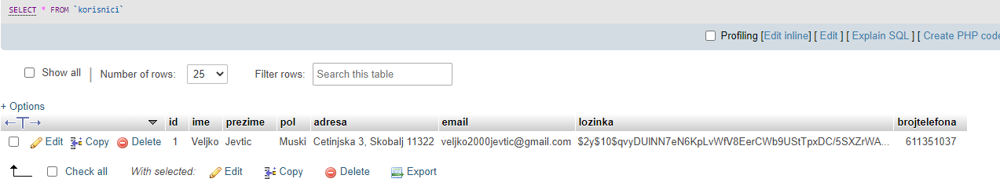 SELECT * FROM `korisnici`
Profiling [Edit inline] [ Edit ] [ Explain SQL ] [ Create PHP code
Show all | Number of rows: 25 Filter rows: Search this table
+ Options
←T→ id ime prezime pol adresa email lozinka brojtelefona
Edit Copy Delete 1 Veljko Jevtic Muski Cetinjska 3, Skobalj 11322 veljko2000jevtic@gmail.com $2y$10$qvyDUlNN7eN6KpLvWfV8EerCWb9UStTpxDC/5SXZrWA... 611351037
Check all With selected: Edit Copy Delete Export